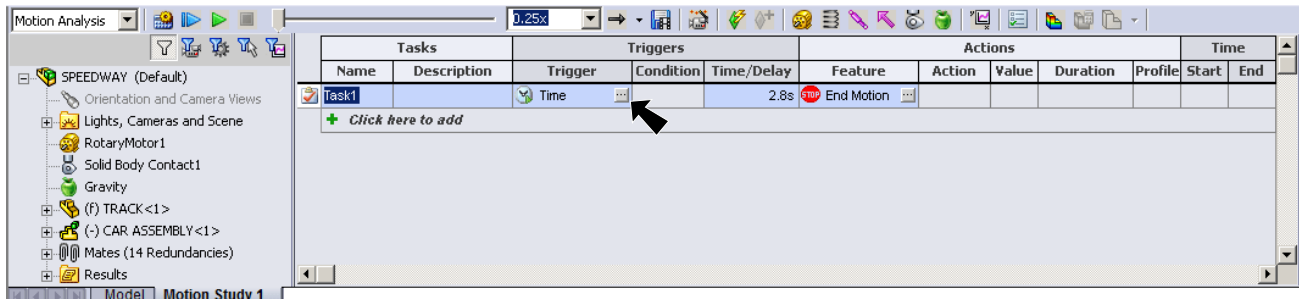 Motion Analysis 0.25x
Tasks Triggers Actions Time
Name Description Trigger Condition Time/Delay Feature Action Value Duration Profile Start End
SPEEDWAY (Default)
Orientation and Camera Views
Lights, Cameras and Scene
RotaryMotor1
Solid Body Contact1
Gravity
(f) TRACK<1>
(-) CAR ASSEMBLY<1>
Mates (14 Redundancies)
Results
Task1 Time ... 2.8s STOP End Motion ...
Click here to add
Model Motion Study 1